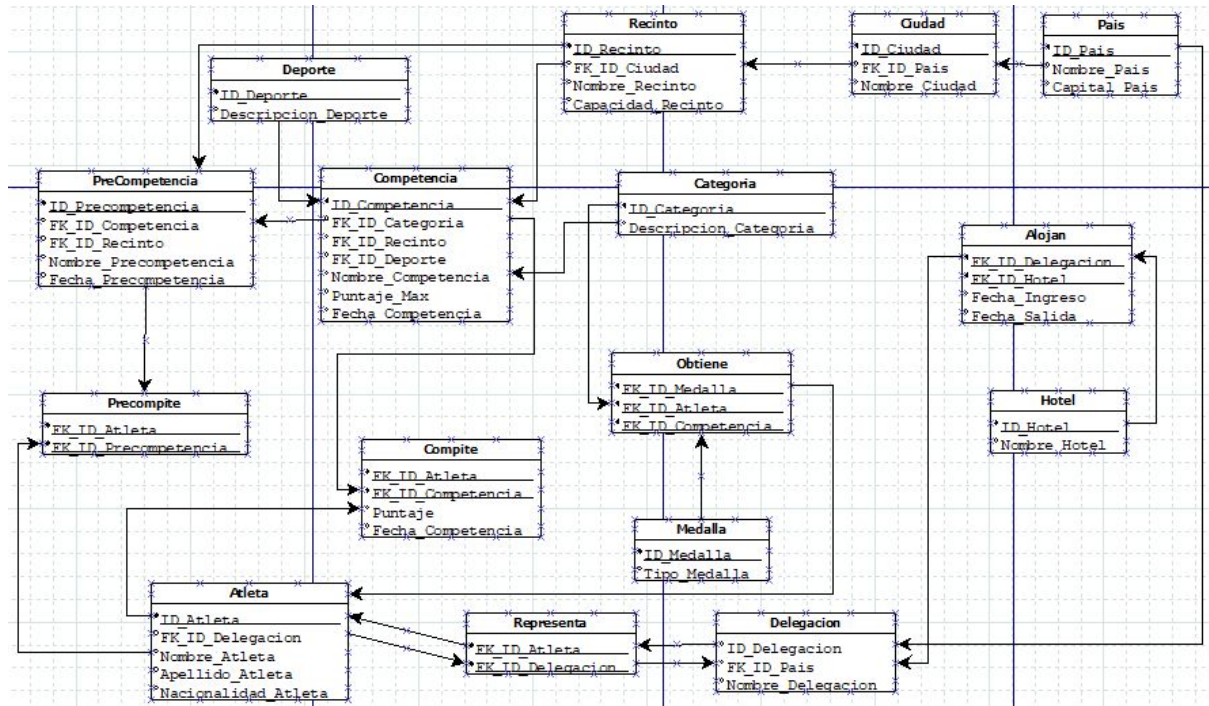 Recinto
ID_Recinto
FK_ID_Ciudad
Nombre_Recinto
Capacidad_Recinto
Ciudad
ID_Ciudad
FK_ID_Pais
Nombre_Ciudad
Pais
ID_Pais
Nombre_Pais
Capital_Pais
Deporte
ID_Deporte
Descripcion_Deporte
PreCompetencia
ID_Precompetencia
FK_ID_Competencia
FK_ID_Recinto
Nombre_Precompetencia
Fecha_Precompetencia
Competencia
ID_Competencia
FK_ID_Categoria
FK_ID_Recinto
FK_ID_Deporte
Nombre_Competencia
Puntaje_Max
Fecha_Competencia
Categoria
ID_Categoria
Descripcion_Categoria
Alojan
FK_ID_Delegacion
FK_ID_Hotel
Fecha_Ingreso
Fecha_Salida
Obtiene
FK_ID_Medalla
FK_ID_Atleta
FK_ID_Competencia
Hotel
ID_Hotel
Nombre_Hotel
Precompite
FK_ID_Atleta
FK_ID_Precompetencia
Compite
FK_ID_Atleta
FK_ID_Competencia
Puntaje
Fecha_Competencia
Medalla
ID_Medalla
Tipo_Medalla
Atleta
ID_Atleta
FK_ID_Delegacion
Nombre_Atleta
Apellido_Atleta
Nacionalidad_Atleta
Representa
FK_ID_Atleta
FK_ID_Delegacion
Delegacion
ID_Delegacion
FK_ID_Pais
Nombre_Delegacion